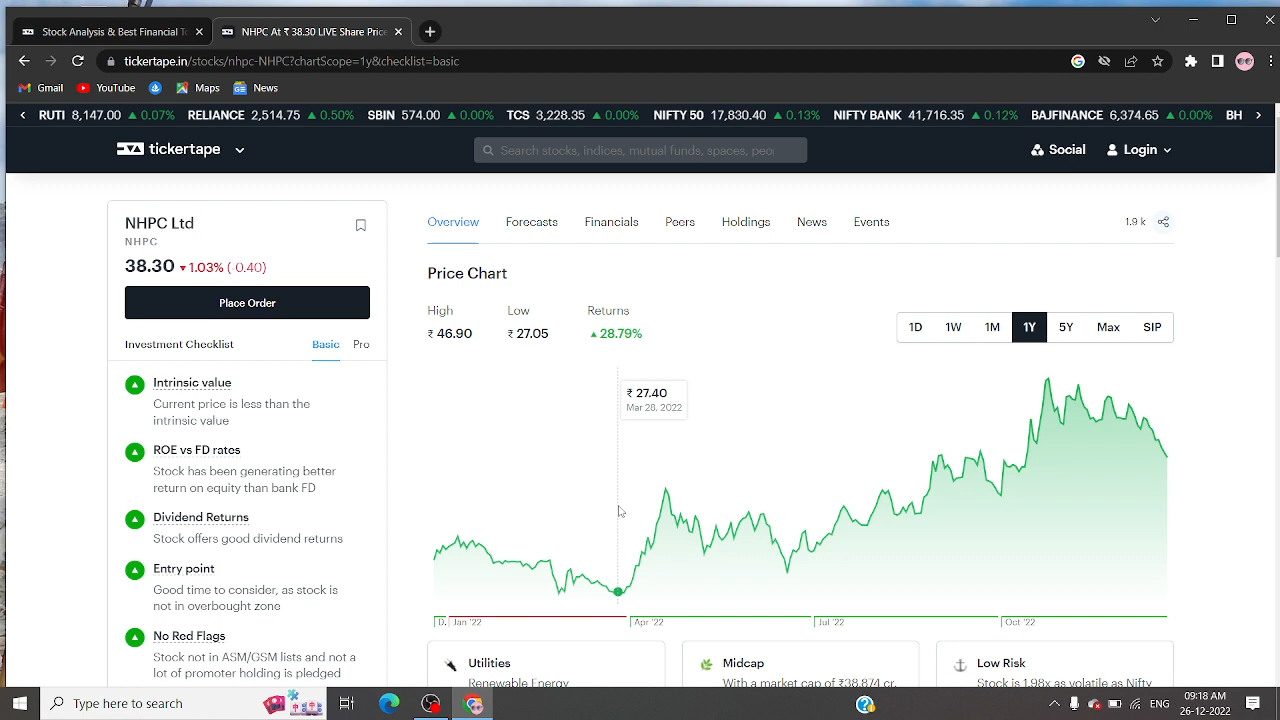 Stock Analysis & Best Financial To
NHPC At ₹ 38.30 LIVE Share Price
tickertape.in/stocks/nhpc-NHPC?chartScope=1y&checklist=basic
Gmail YouTube Maps News
RUTI 8,147.00 ▲ 0.07% RELIANCE 2,514.75 ▲ 0.50% SBIN 574.00 ▲ 0.00% TCS 3,228.35 ▲ 0.00% NIFTY 50 17,830.40 ▲ 0.13% NIFTY BANK 41,716.35 ▲ 0.12% BAJFINANCE 6,374.65 ▲ 0.00% BH
tickertape
Search stocks, indices, mutual funds, spaces, peo
Social
Login
NHPC Ltd
NHPC
38.30 ▼ 1.03% (-0.40)
Place Order
Investment Checklist Basic Pro
Intrinsic value
Current price is less than the
intrinsic value
ROE vs FD rates
Stock has been generating better
return on equity than bank FD
Dividend Returns
Stock offers good dividend returns
Entry point
Good time to consider, as stock is
not in overbought zone
No Red Flags
Stock not in ASM/GSM lists and not a
lot of promoter holding is pledged
Overview Forecasts Financials Peers Holdings News Events
1.9 k
Price Chart
High Low Returns
₹ 46.90 ₹ 27.05 ▲ 28.79%
1D 1W 1M 1Y 5Y Max SIP
₹ 27.40
Mar 28, 2022
D. Jan '22 Apr '22 Jul '22 Oct '22
Utilities
Renewable Energy
Midcap
With a market cap of ₹38,874 cr,
Low Risk
Stock is 1.98x as volatile as Nifty
Type here to search
ENG
09:18 AM
26-12-2022